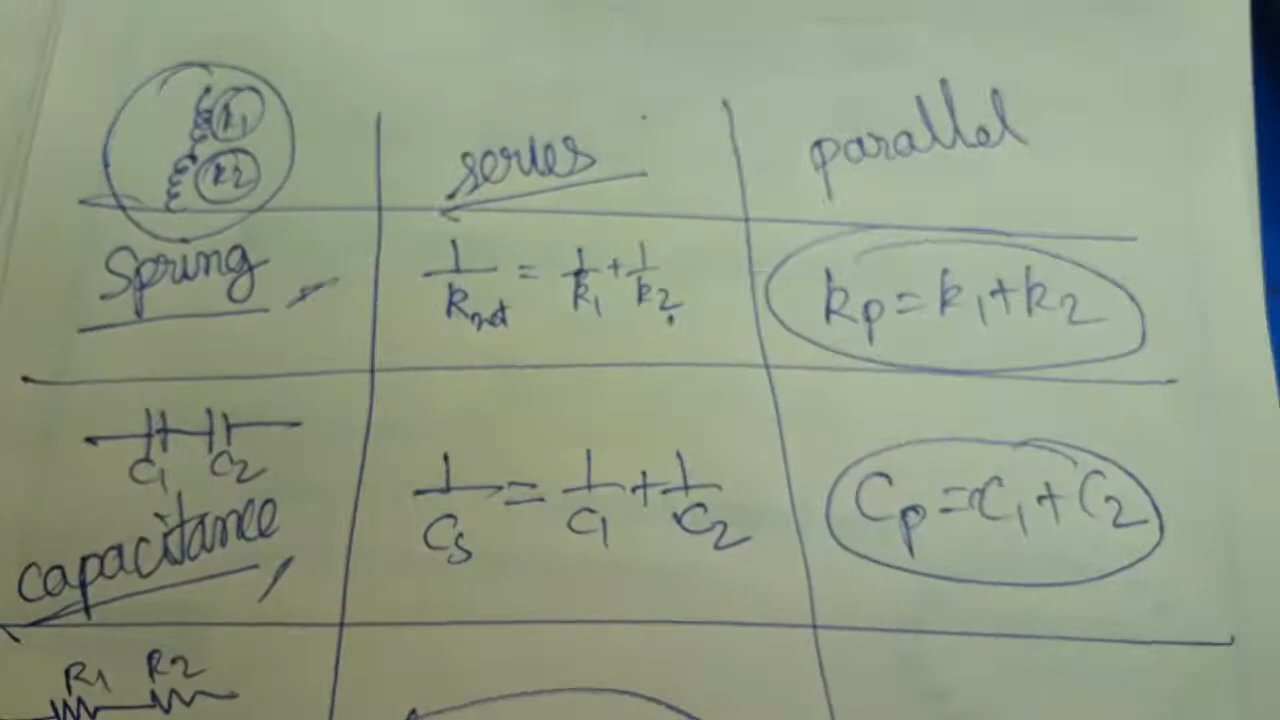 k1
k2
series
parallel
Spring
1/Knet = 1/k1 + 1/k2
kp = k1 + k2
C1 C2
capacitance
1/Cs = 1/C1 + 1/C2
Cp = C1 + C2
R1 R2